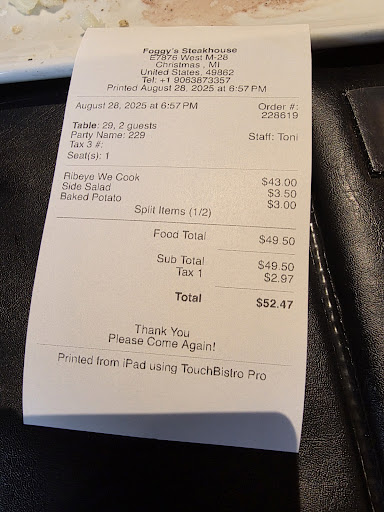 Foggy's Steakhouse
E7876 West M-28
Christmas , MI
United States, 49862
Tel: +1 9063873357
Printed August 28, 2025 at 6:57 PM
August 28, 2025 at 6:57 PM Order #:
228619
Table: 29, 2 guests
Party Name: 229 Staff: Toni
Tax 3 #:
Seat(s): 1
Ribeye We Cook $43.00
Side Salad $3.50
Baked Potato $3.00
Split Items (1/2)
Food Total $49.50
Sub Total $49.50
Tax 1 $2.97
Total $52.47
Thank You
Please Come Again!
Printed from iPad using TouchBistro Pro